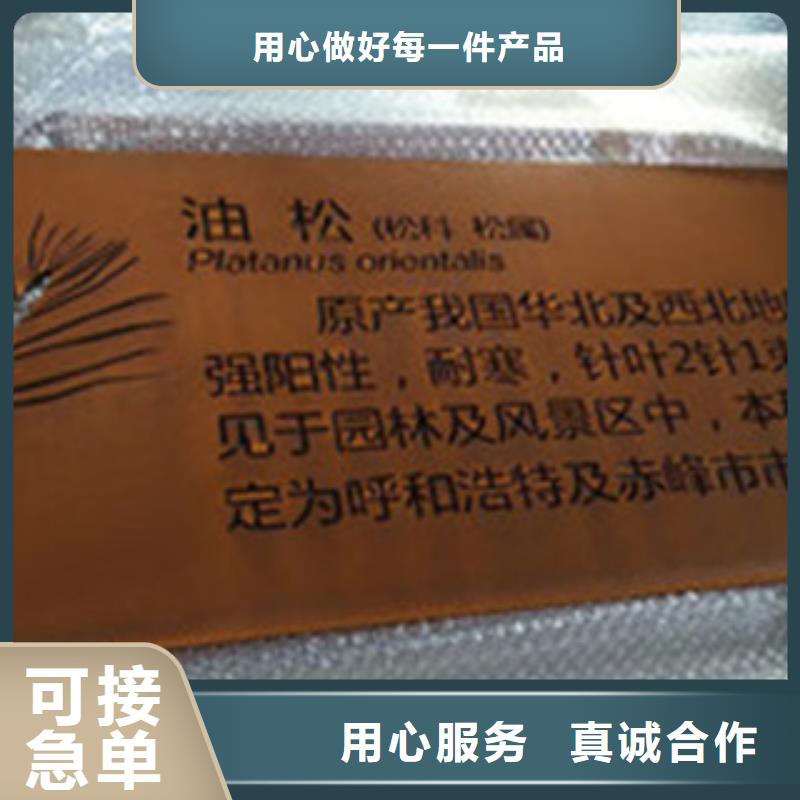 用心做好每一件产品
油 松 (松科 松属)
Platanus orientalis
原产我国华北及西北地
强阳性，耐寒，针叶2针1
见于园林及风景区中，本
定为呼和浩特及赤峰市市
可接
急单
用心服务 真诚合作